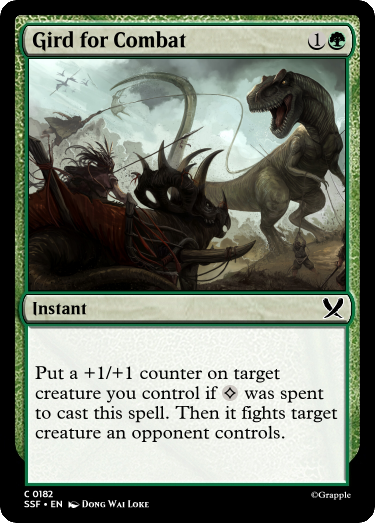 Gird for Combat 1
Instant
Put a +1/+1 counter on target
creature you control if was spent
to cast this spell. Then it fights target
creature an opponent controls.
C 0182
SSF • EN Dong Wai Loke
©Grapple